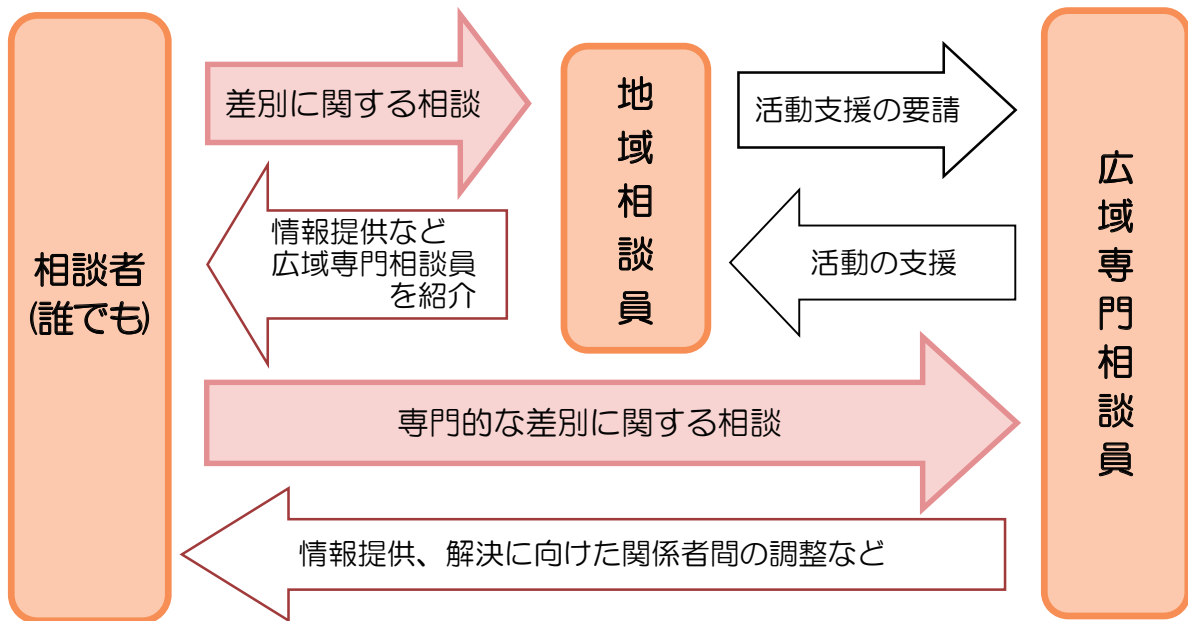 相談者
(誰でも)
差別に関する相談
情報提供など
広域専門相談員
を紹介
地域相談員
活動支援の要請
活動の支援
専門的な差別に関する相談
情報提供、解決に向けた関係者間の調整など
広域専門相談員